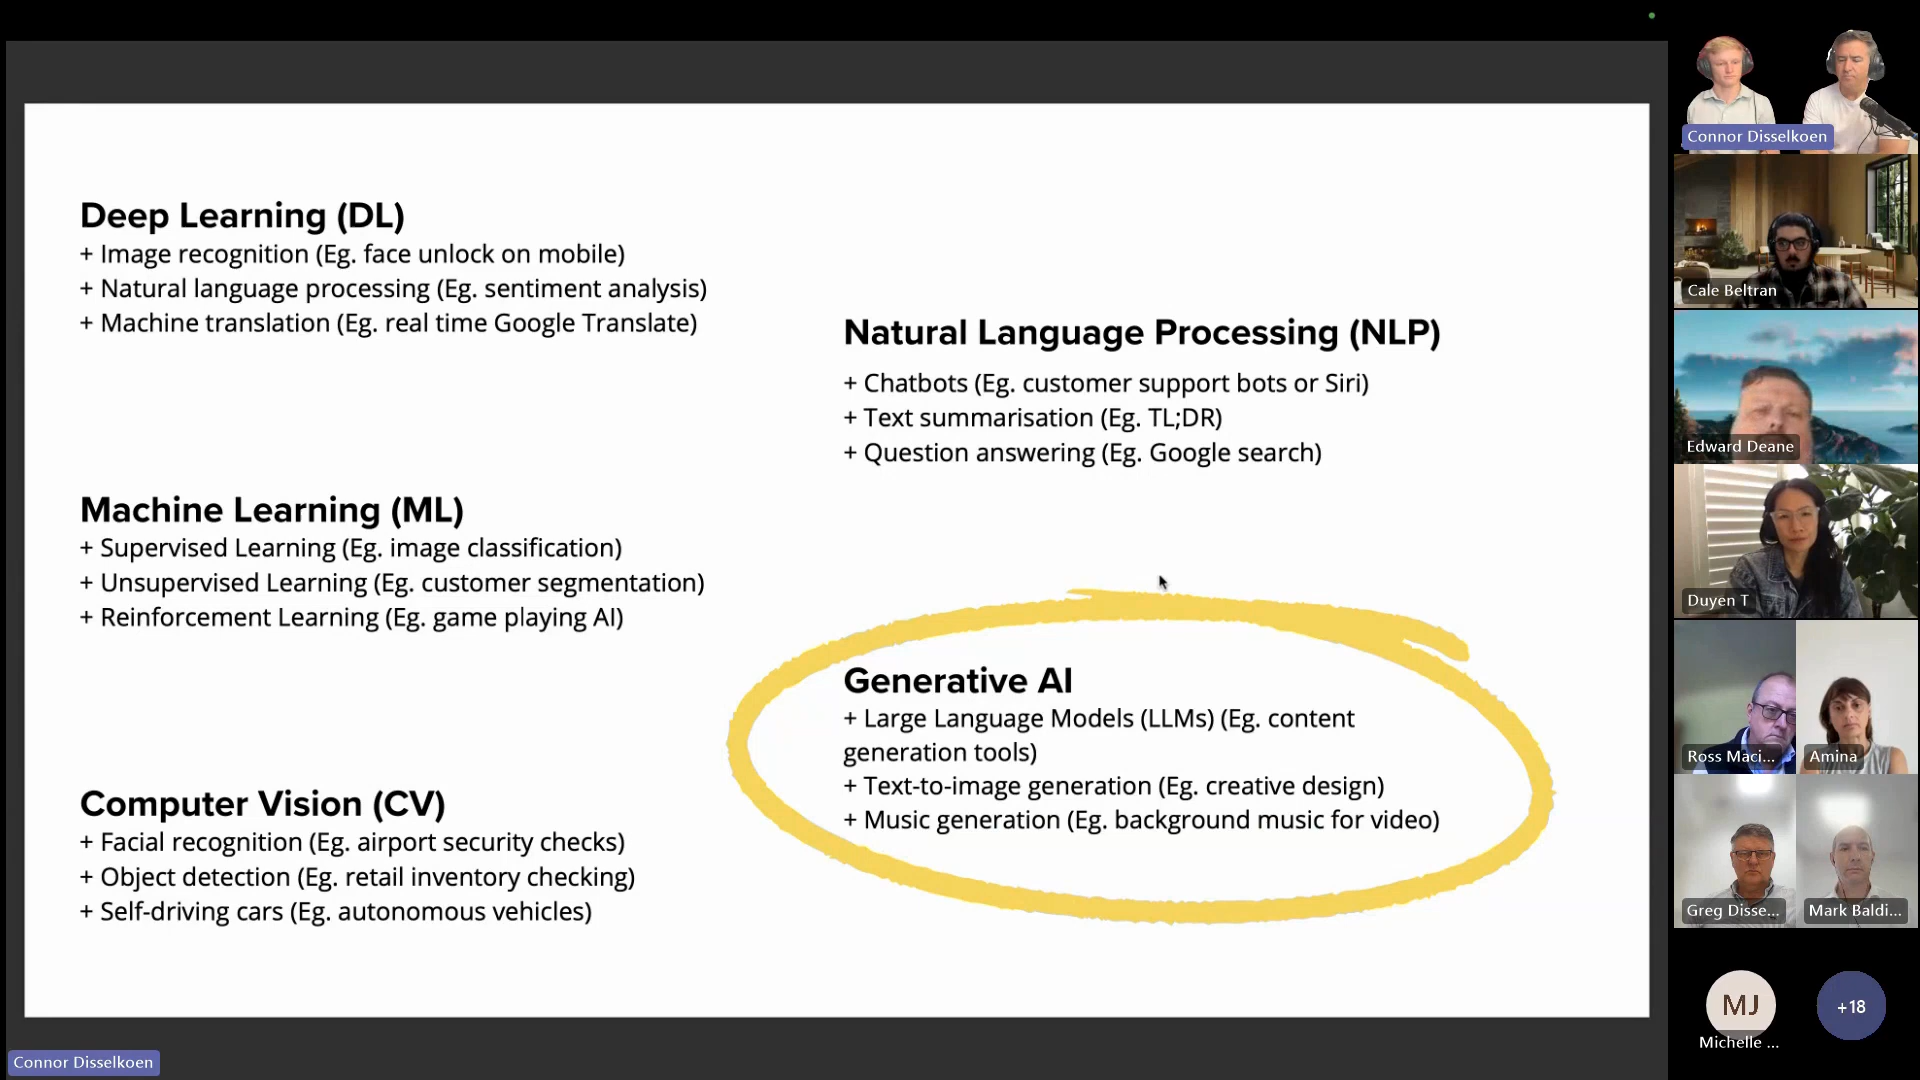 Deep Learning (DL)
+ Image recognition (Eg. face unlock on mobile)
+ Natural language processing (Eg. sentiment analysis)
+ Machine translation (Eg. real time Google Translate)
Machine Learning (ML)
+ Supervised Learning (Eg. image classification)
+ Unsupervised Learning (Eg. customer segmentation)
+ Reinforcement Learning (Eg. game playing AI)
Computer Vision (CV)
+ Facial recognition (Eg. airport security checks)
+ Object detection (Eg. retail inventory checking)
+ Self-driving cars (Eg. autonomous vehicles)
Natural Language Processing (NLP)
+ Chatbots (Eg. customer support bots or Siri)
+ Text summarisation (Eg. TL;DR)
+ Question answering (Eg. Google search)
Generative AI
+ Large Language Models (LLMs) (Eg. content
generation tools)
+ Text-to-image generation (Eg. creative design)
+ Music generation (Eg. background music for video)
Connor Disselkoen
Connor Disselkoen
Cale Beltran
Edward Deane
Duyen T
Ross Maci...
Amina
Greg Disse...
Mark Baldi...
MJ
Michelle ...
+18